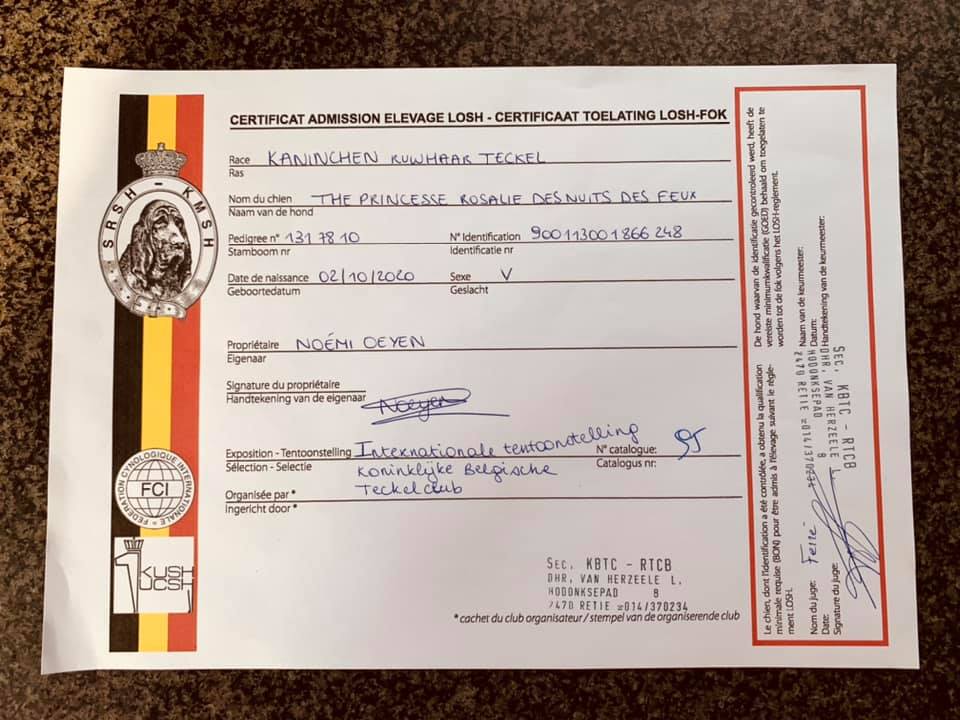 CERTIFICAT ADMISSION ELEVAGE LOSH - CERTIFICAAT TOELATING LOSH-FOK
Race KANINCHEN RUWHAAR TECKEL
Ras
Nom du chien THE PRINCESSE ROSALIE DESNUITS DES FEUX
Naam van de hond
Pedigree n° 1317810 N° Identification 900113001866248
Stamboom nr Identificatie nr
Date de naissance 02/10/2020 Sexe V
Geboortedatum Geslacht
Propriétaire NOÉMI OEYEN
Eigenaar
Signature du propriétaire
Handtekening van de eigenaar NOeyen
Exposition - Tentoonstelling Internationale tentoonstelling N° catalogue: 95
Sélection - Selectie Koninklijke Belgische Catalogus nr:
Organisée par * Teckelclub
Ingericht door *
SEC. KBTC - RTCB
DHR. VAN HERZEELE L.
HODONKSEPAD 8
2470 RETIE 014/370234
* cachet du club organisateur / stempel van de organiserende club
SRSH - KMSH
FEDERATION CYNOLOGIQUE INTERNATIONALE
FCI
KUSH
UCSH
Le chien, dont l'identification a été contrôlée, a obtenu la qualification
minimale requise (BON) pour être admis à l'élevage suivant le règle-
ment LOSH.
Nom du juge:
Date:
Signature du juge:
De hond waarvan de identificatie gecontroleerd werd, heeft de
vereiste minimumkwalificatie (GOED) behaald om toegelaten te
worden tot de fok volgens het LOSH-reglement.
Naam van de keurmeester:
Datum:
Handtekening van de keurmeester:
SEC. KBTC - RTCB
DHR. VAN HERZEELE L.
HODONKSEPAD 8
2470 RETIE 014/370234